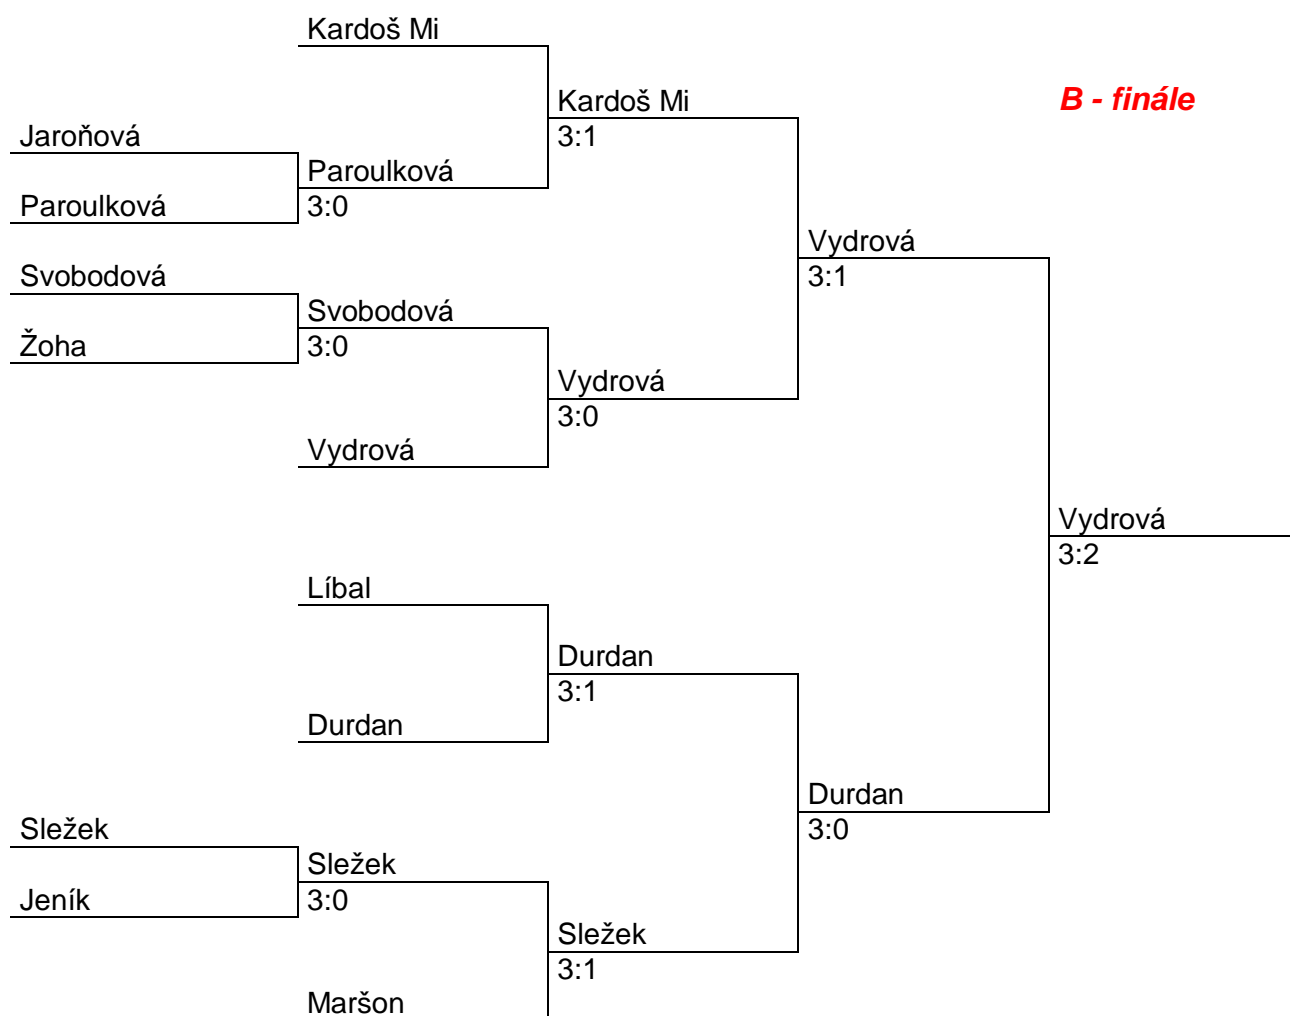 Kardoš Mi
B - finále
Kardoš Mi
Jaroňová
3:1
Paroulková
Paroulková
3:0
Vydrová
Svobodová
3:1
Svobodová
Žoha
3:0
Vydrová
3:0
Vydrová
Vydrová
3:2
Líbal
Durdan
3:1
Durdan
Durdan
Sležek
3:0
Sležek
Jeník
3:0
Sležek
3:1
Maršon